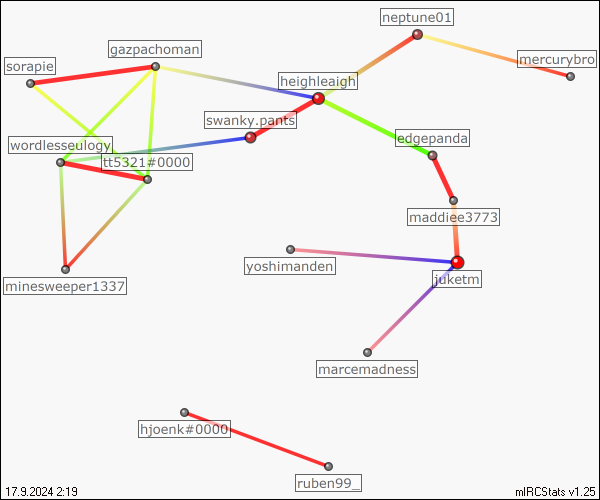 neptune01
gazpachoman
sorapie
mercurybro
heighleaigh
swanky.pants
edgepanda
wordlesseulogy
tt5321#0000
maddiee3773
yoshimanden
juketm
minesweeper1337
marcemadness
hjoenk#0000
ruben99_
17.9.2024 2:19
mIRCStats v1.25